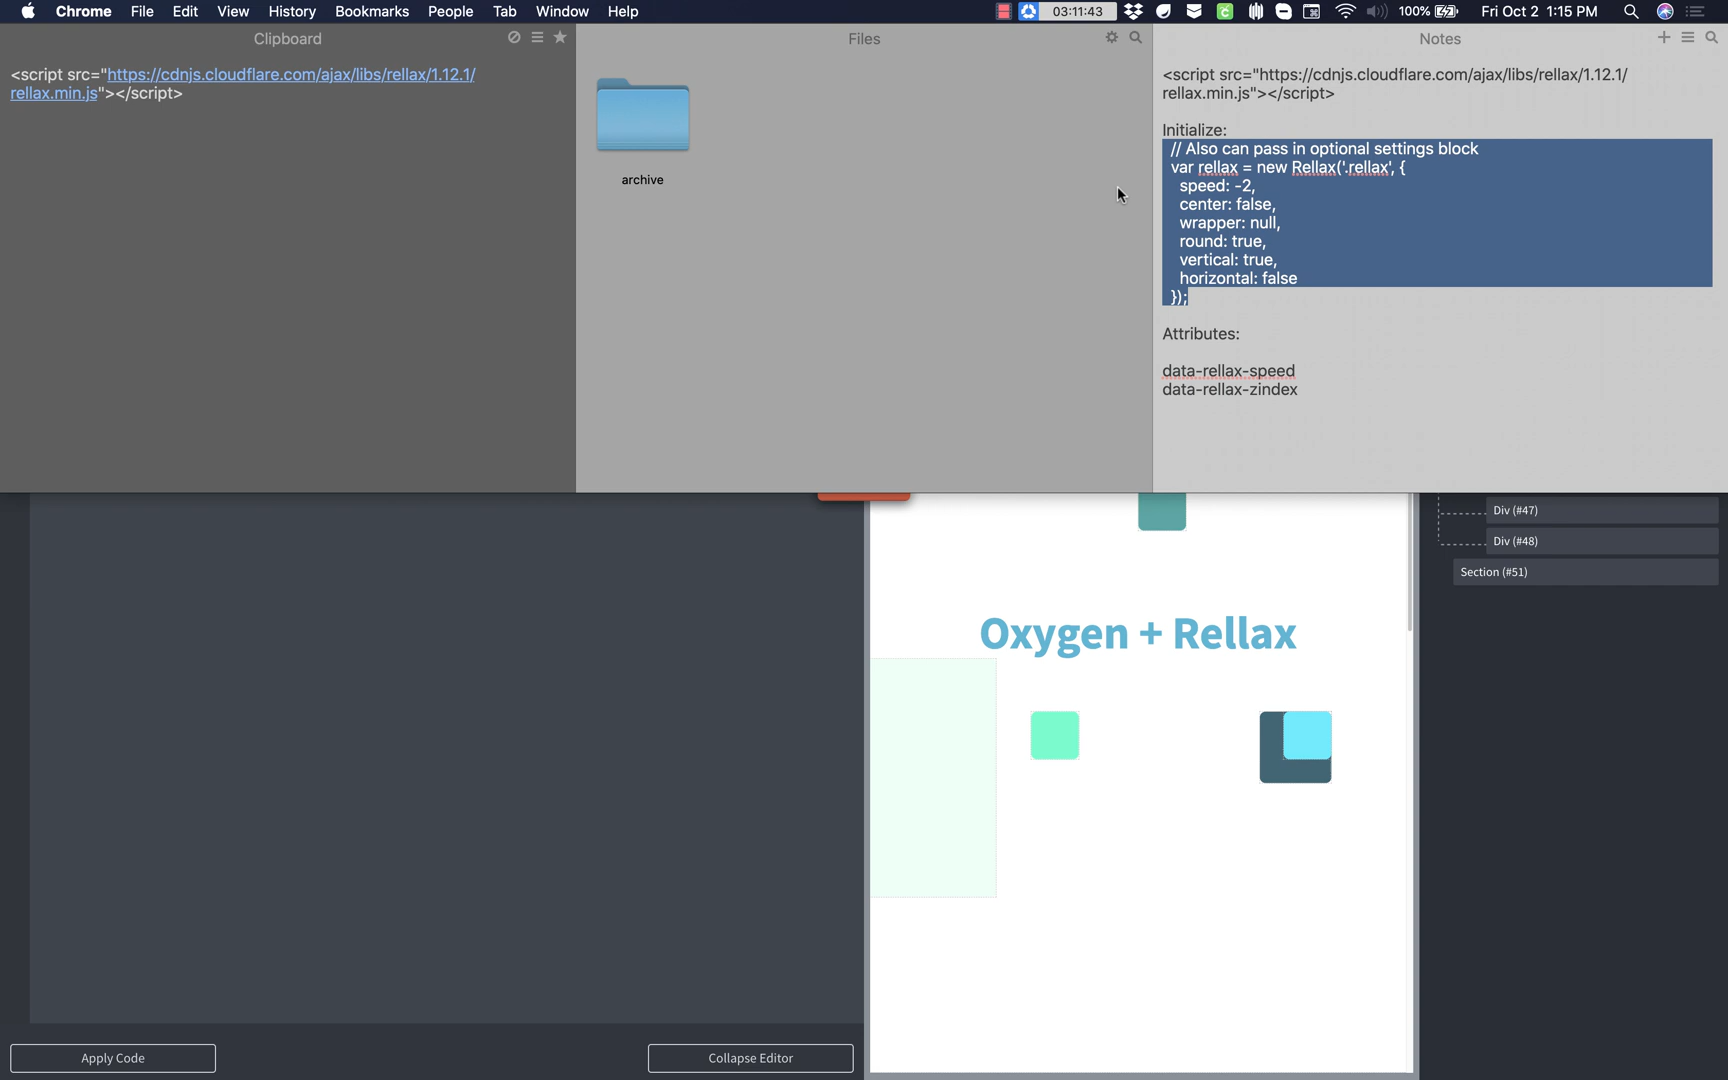 Chrome File Edit View History Bookmarks People Tab Window Help
03:11:43
100%
Fri Oct 2 1:15 PM
Clipboard
<script src="https://cdnjs.cloudflare.com/ajax/libs/rellax/1.12.1/
rellax.min.js"></script>
Files
archive
Notes
<script src="https://cdnjs.cloudflare.com/ajax/libs/rellax/1.12.1/
rellax.min.js"></script>
Initialize:
// Also can pass in optional settings block
var rellax = new Rellax('.rellax', {
speed: -2,
center: false,
wrapper: null,
round: true,
vertical: true,
horizontal: false
});
Attributes:
data-rellax-speed
data-rellax-zindex
Oxygen + Rellax
Div (#47)
Div (#48)
Section (#51)
Apply Code
Collapse Editor